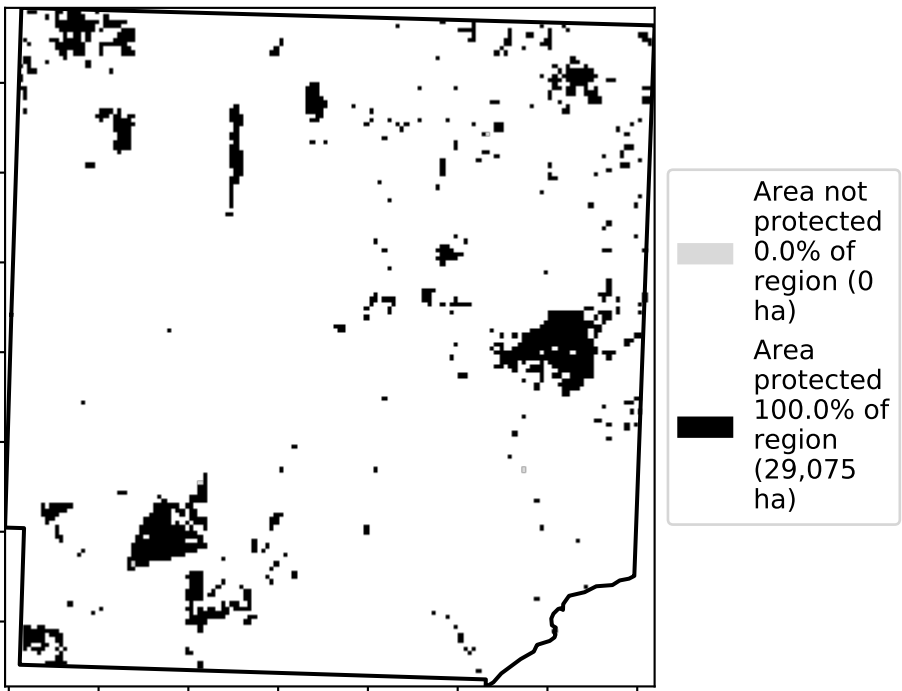 Area not
protected
0.0% of
region (0
ha)
Area
protected
100.0% of
region
(29,075
ha)